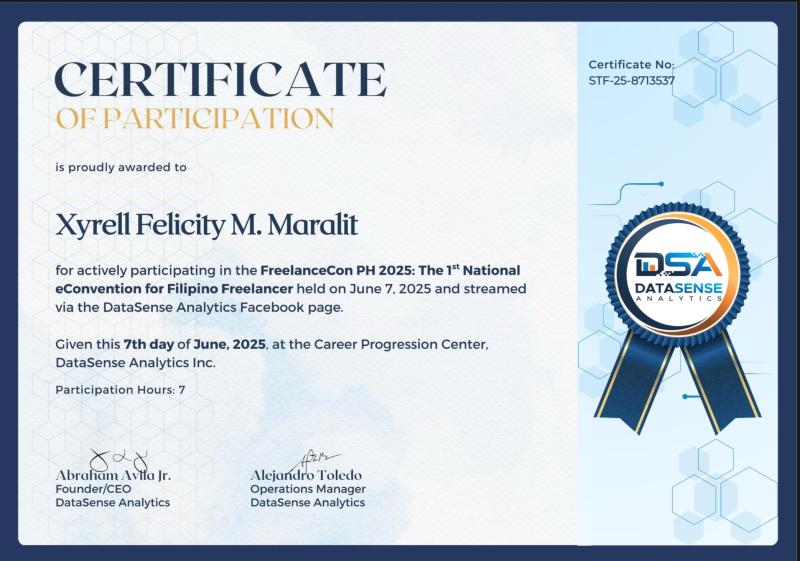 CERTIFICATE
OF PARTICIPATION
is proudly awarded to
Xyrell Felicity M. Maralit
for actively participating in the FreelanceCon PH 2025: The 1st National
eConvention for Filipino Freelancer held on June 7, 2025 and streamed
via the DataSense Analytics Facebook page.
Given this 7th day of June, 2025, at the Career Progression Center,
DataSense Analytics Inc.
Participation Hours: 7
Abraham Avila Jr.
Founder/CEO
DataSense Analytics
Alejandro Toledo
Operations Manager
DataSense Analytics
Certificate No:
STF-25-8713537
DSA
DATASENSE
ANALYTICS